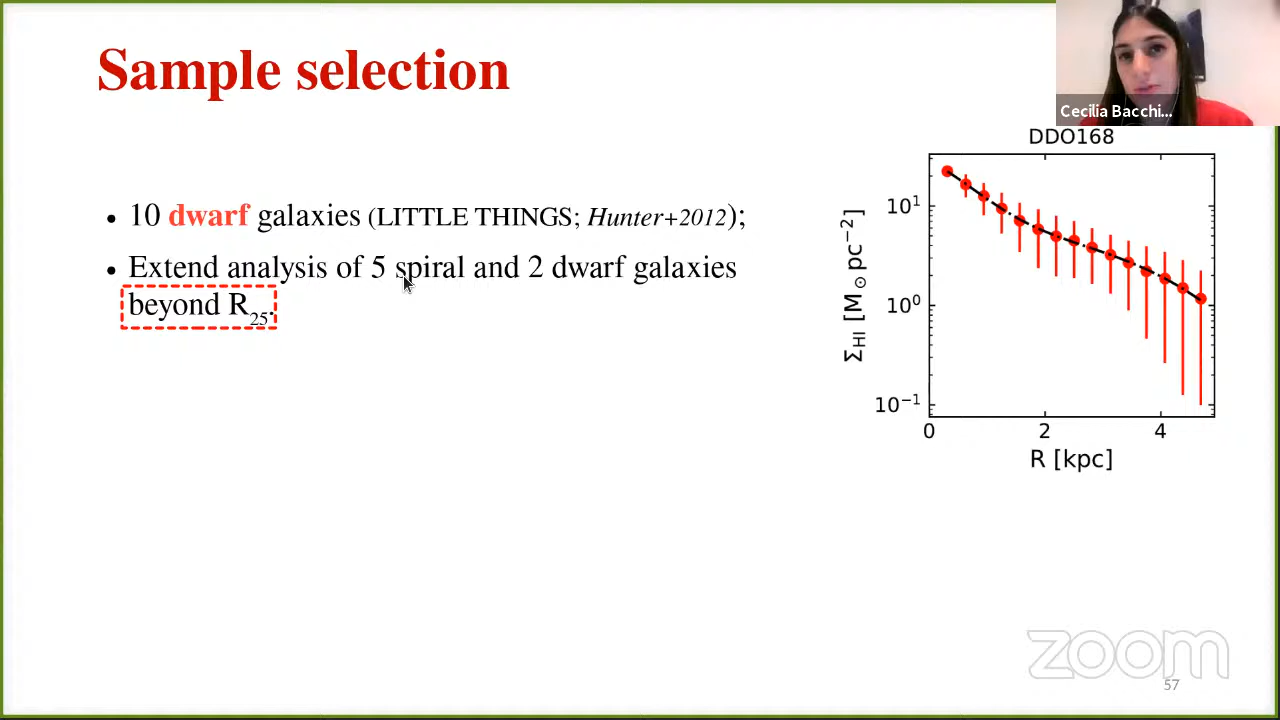 Sample selection
Cecilia Bacchi...
DDO168
• 10 dwarf galaxies (LITTLE THINGS; Hunter+2012);
• Extend analysis of 5 spiral and 2 dwarf galaxies
beyond R25.
Σ_HI [M⊙pc⁻²]
10¹
10⁰
10⁻¹
0 2 4
R [kpc]
zoom
57